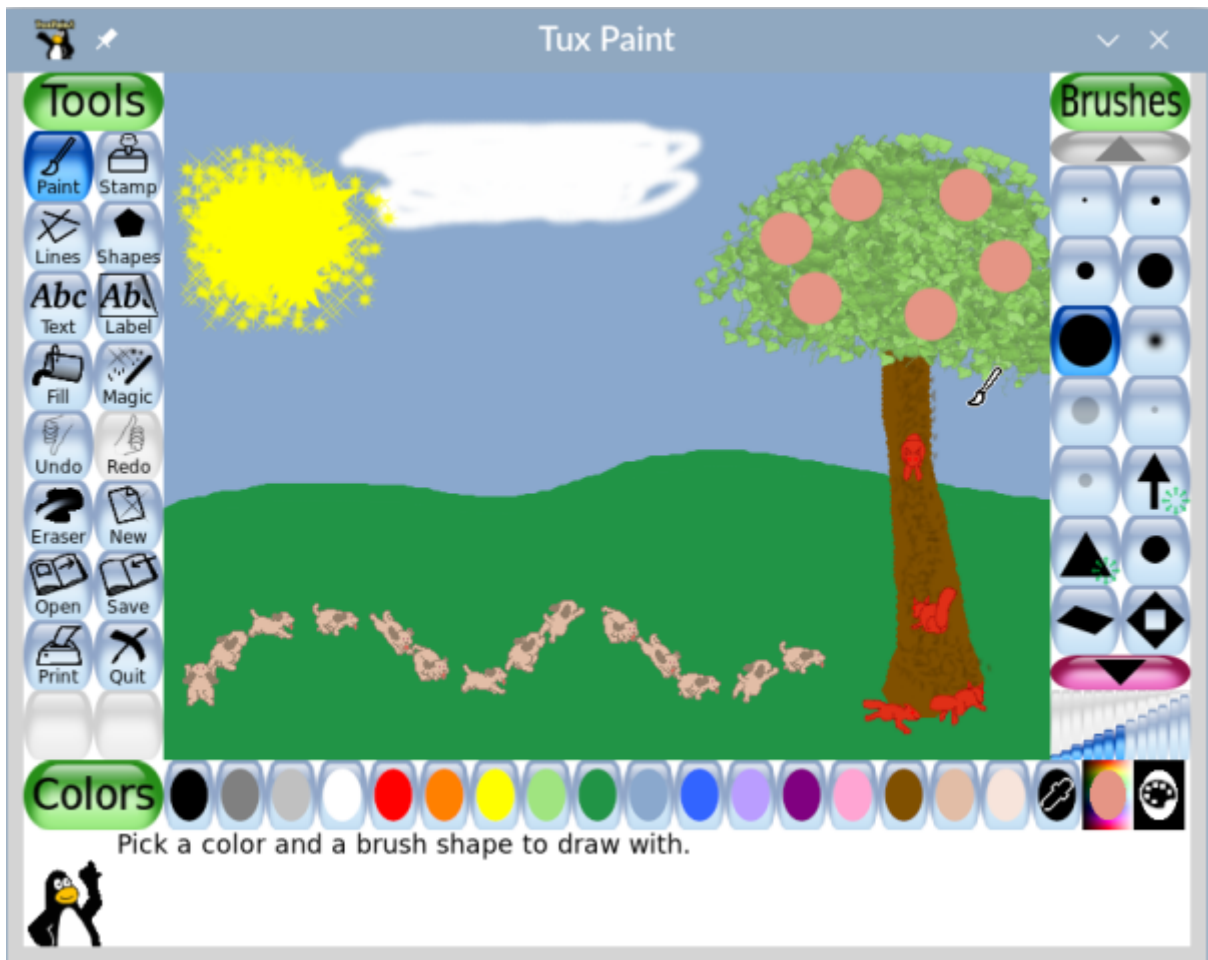 Tux Paint
Tools
Brushes
Paint Stamp
Lines Shapes
Abc Abc
Text Label
Fill Magic
Undo Redo
Eraser New
Open Save
Print Quit
Colors
Pick a color and a brush shape to draw with.